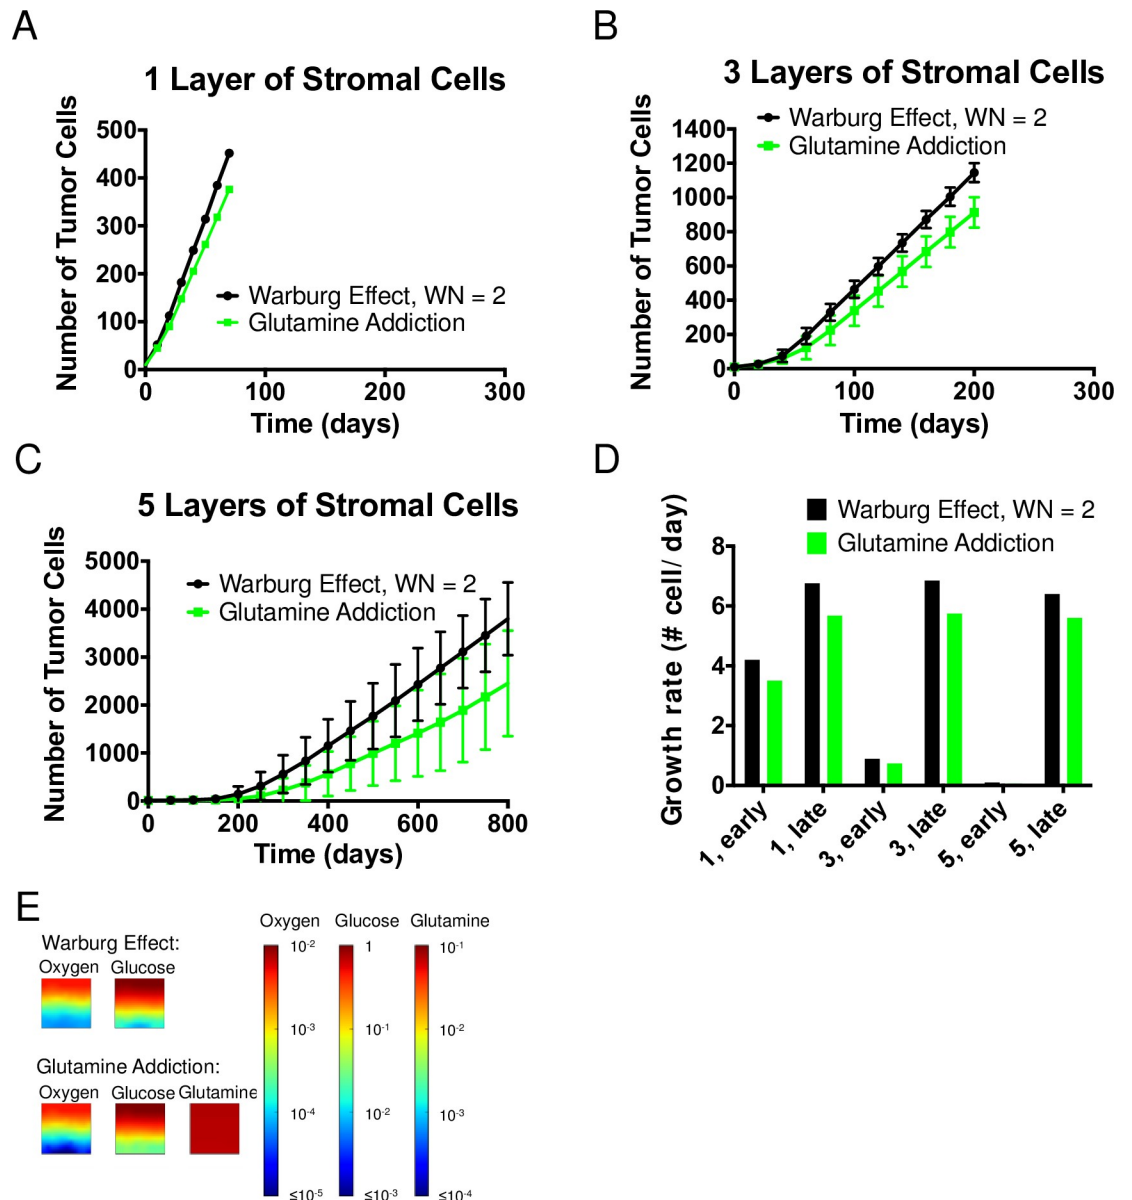 A
1 Layer of Stromal Cells
Number of Tumor Cells
500
400
300
200
100
0
Warburg Effect, WN = 2
Glutamine Addiction
0 100 200 300
Time (days)
B
3 Layers of Stromal Cells
Number of Tumor Cells
Warburg Effect, WN = 2
Glutamine Addiction
1400
1200
1000
800
600
400
200
0
0 100 200 300
Time (days)
C
5 Layers of Stromal Cells
Number of Tumor Cells
5000
4000
3000
2000
1000
0
Warburg Effect, WN = 2
Glutamine Addiction
0 200 400 600 800
Time (days)
D
Warburg Effect, WN = 2
Glutamine Addiction
Growth rate (# cell/ day)
8
6
4
2
0
1, early
1, late
3, early
3, late
5, early
5, late
E
Warburg Effect:
Oxygen Glucose
Glutamine Addiction:
Oxygen Glucose Glutamine
Oxygen Glucose Glutamine
10⁻² 1 10⁻¹
10⁻³ 10⁻¹ 10⁻²
10⁻⁴ 10⁻² 10⁻³
≤10⁻⁵ ≤10⁻³ ≤10⁻⁴